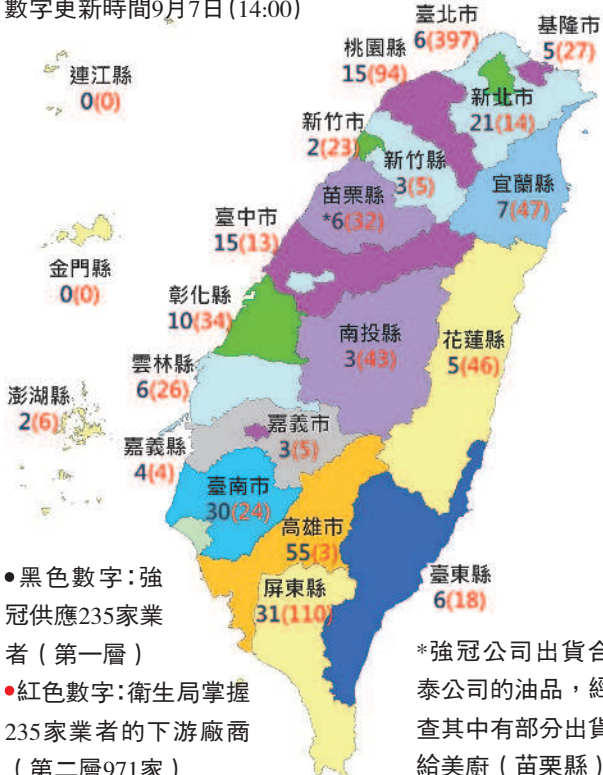 數字更新時間9月7日(14:00)
臺北市
6(397)
基隆市
5(27)
桃園縣
15(94)
連江縣
0(0)
新北市
21(14)
新竹市
2(23)
新竹縣
3(5)
宜蘭縣
7(47)
苗栗縣
*6(32)
臺中市
15(13)
金門縣
0(0)
彰化縣
10(34)
南投縣
3(43)
花蓮縣
5(46)
雲林縣
6(26)
澎湖縣
2(6)
嘉義市
3(5)
嘉義縣
4(4)
臺南市
30(24)
高雄市
55(3)
屏東縣
31(110)
臺東縣
6(18)
●黑色數字:強
冠供應235家業
者(第一層)
●紅色數字:衛生局掌握
235家業者的下游廠商
(第二層971家)
*強冠公司出貨合
泰公司的油品,經
查其中有部分出貨
給美廚(苗栗縣)